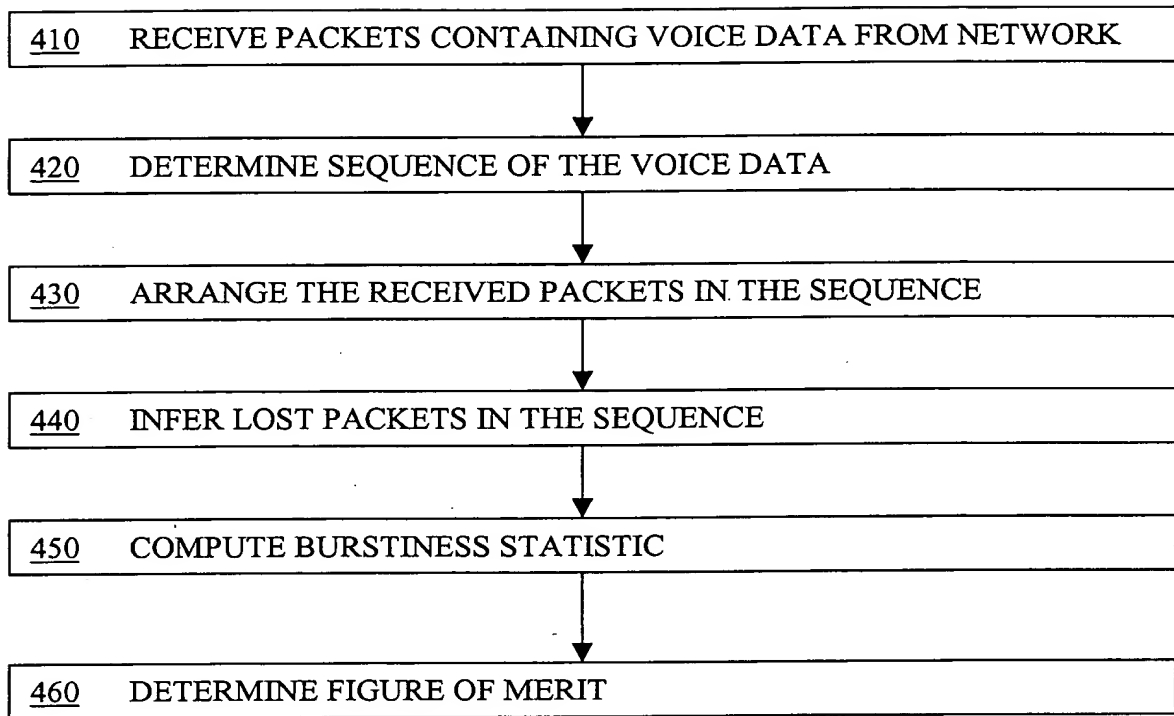 410 RECEIVE PACKETS CONTAINING VOICE DATA FROM NETWORK
420 DETERMINE SEQUENCE OF THE VOICE DATA
430 ARRANGE THE RECEIVED PACKETS IN THE SEQUENCE
440 INFER LOST PACKETS IN THE SEQUENCE
450 COMPUTE BURSTINESS STATISTIC
460 DETERMINE FIGURE OF MERIT